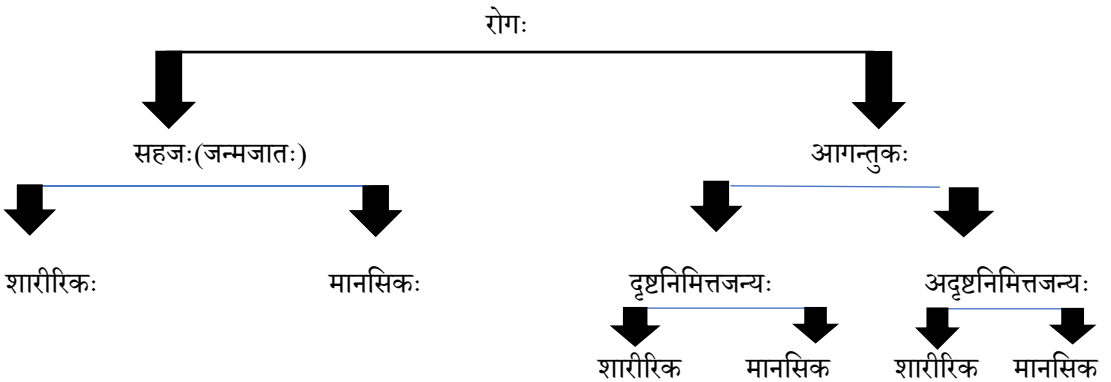 रोगः
सहजः(जन्मजातः) आगन्तुकः
शारीरिकः मानसिकः दृष्टनिमित्तजन्यः अदृष्टनिमित्तजन्यः
शारीरिक मानसिक शारीरिक मानसिक